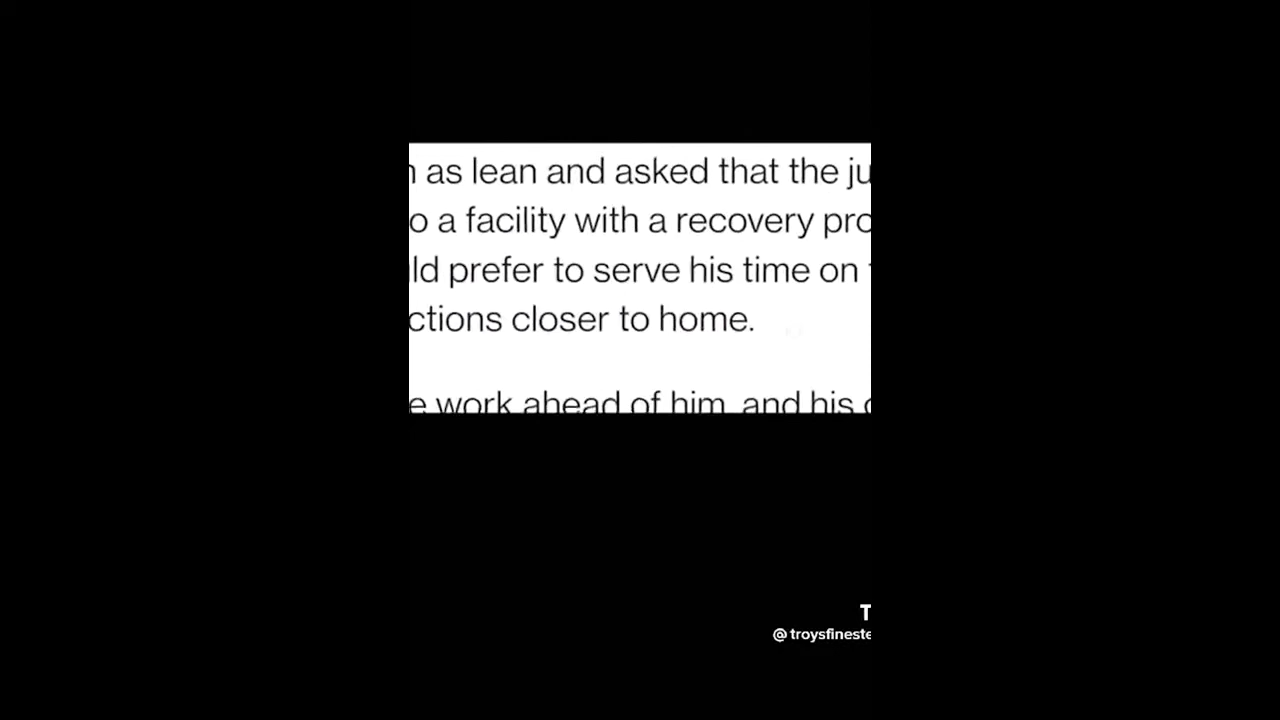 as lean and asked that the
a facility with a recovery
prefer to serve his time on
closer to home.
work ahead of him, and his
@